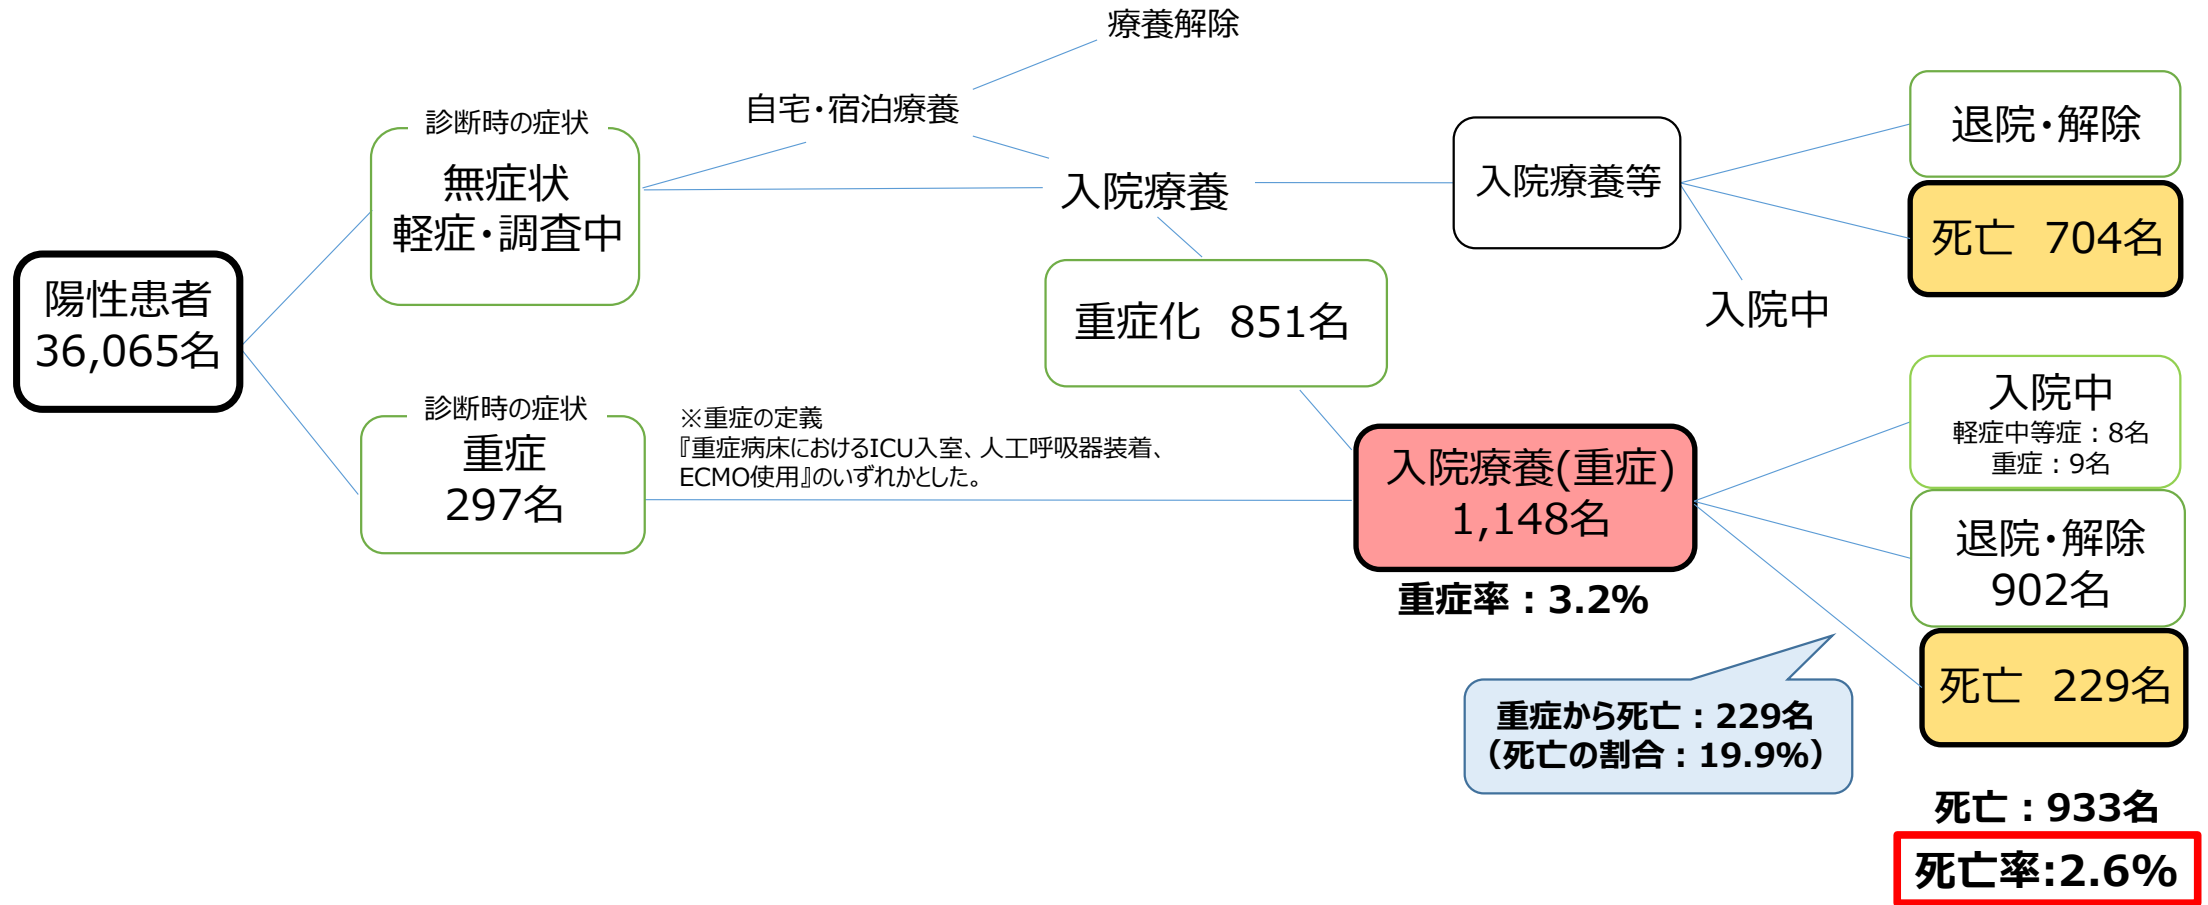 療養解除
自宅・宿泊療養
診断時の症状
無症状
軽症・調査中
入院療養
入院療養等
退院・解除
死亡　704名
入院中
陽性患者
36,065名
重症化　851名
診断時の症状
重症
297名
※重症の定義
『重症病床におけるICU入室、人工呼吸器装着、
ECMO使用』のいずれかとした。
入院療養(重症)
1,148名
重症率：3.2%
入院中
軽症中等症：8名
重症：9名
退院・解除
902名
死亡　229名
重症から死亡：229名
（死亡の割合：19.9%）
死亡：933名
死亡率:2.6%